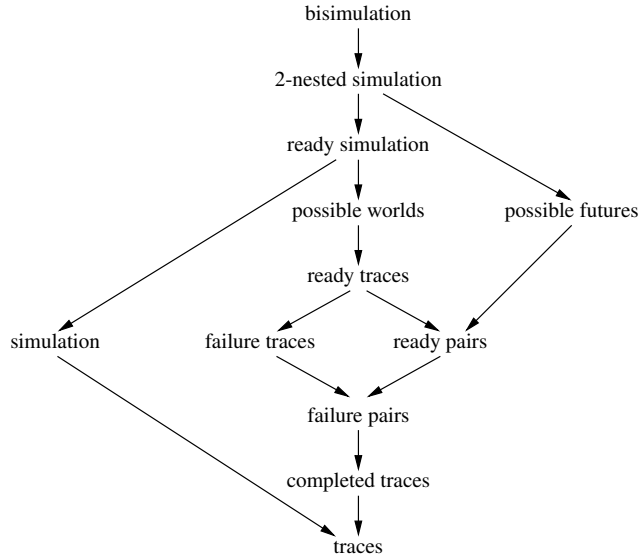 bisimulation
2-nested simulation
ready simulation
possible worlds
possible futures
ready traces
simulation
failure traces
ready pairs
failure pairs
completed traces
traces